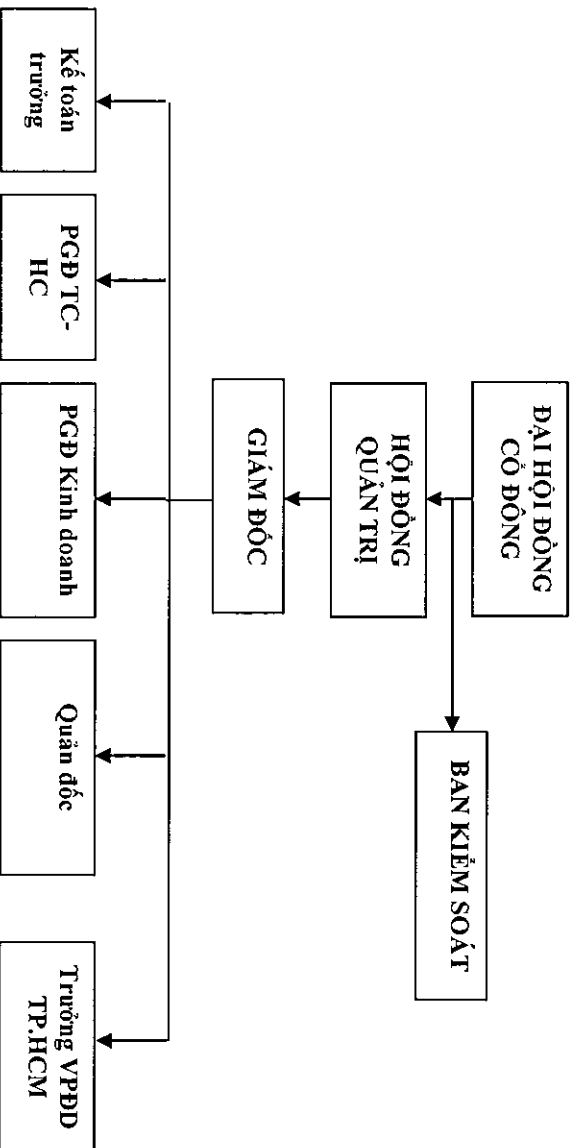 ĐẠI HỘI ĐỒNG
CỔ ĐÔNG
BAN KIỂM SOÁT
HỘI ĐỒNG
QUẢN TRỊ
GIÁM ĐỐC
Kế toán
trưởng
PGĐ TC-
HC
PGĐ Kinh doanh
Quản đốc
Trưởng VPĐD
TP.HCM